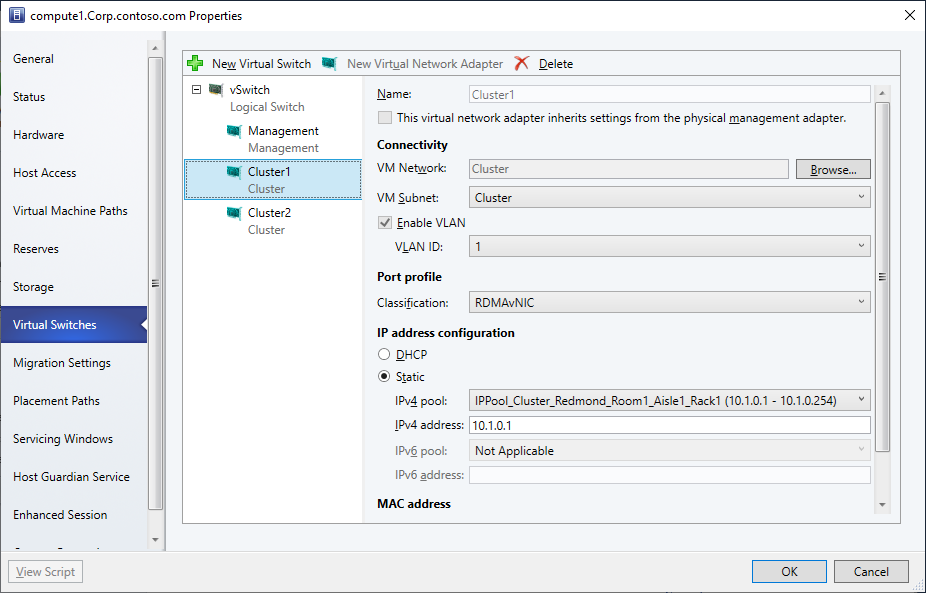 compute1.Corp.contoso.com Properties
General
Status
Hardware
Host Access
Virtual Machine Paths
Reserves
Storage
Virtual Switches
Migration Settings
Placement Paths
Servicing Windows
Host Guardian Service
Enhanced Session
New Virtual Switch New Virtual Network Adapter Delete
vSwitch
Logical Switch
Management
Management
Cluster1
Cluster
Cluster2
Cluster
Name: Cluster1
This virtual network adapter inherits settings from the physical management adapter.
Connectivity
VM Network: Cluster Browse...
VM Subnet: Cluster
Enable VLAN
VLAN ID: 1
Port profile
Classification: RDMAvNIC
IP address configuration
DHCP
Static
IPv4 pool: IPPool_Cluster_Redmond_Room1_Aisle1_Rack1 (10.1.0.1 - 10.1.0.254)
IPv4 address: 10.1.0.1
IPv6 pool: Not Applicable
IPv6 address:
MAC address
View Script
OK Cancel